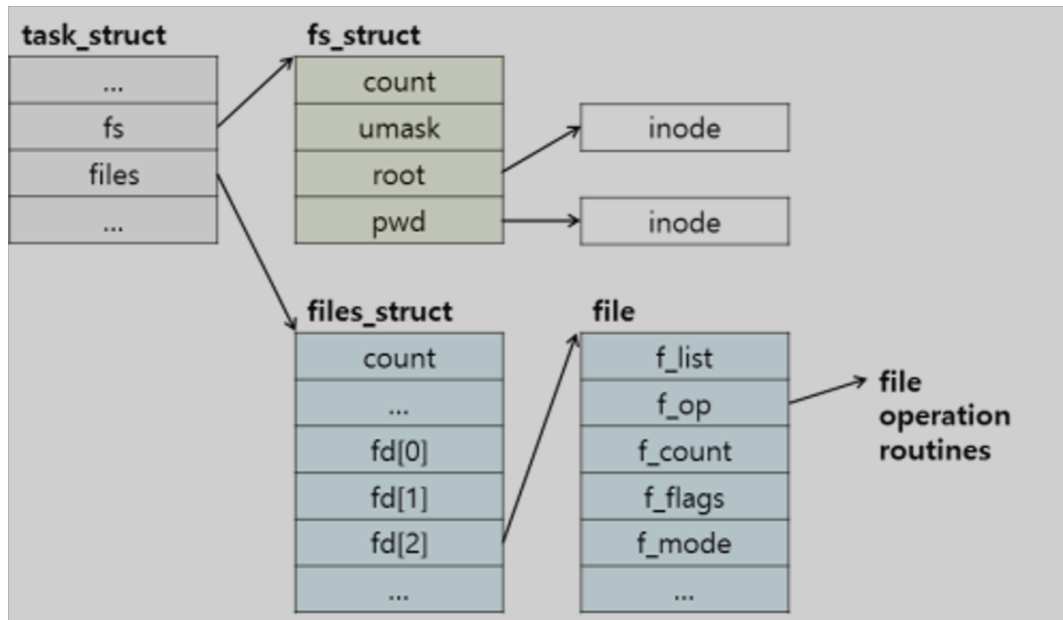 task_struct
...
fs
files
...
fs_struct
count
umask
root
pwd
inode
inode
files_struct
count
...
fd[0]
fd[1]
fd[2]
...
file
f_list
f_op
f_count
f_flags
f_mode
...
file
operation
routines